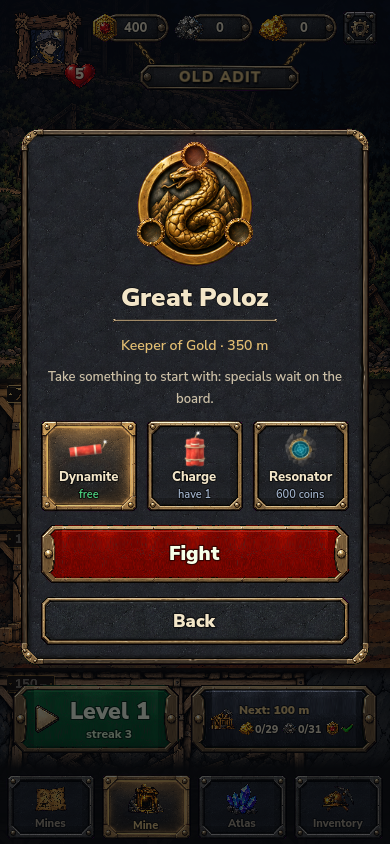 400
0
0
5
OLD ADIT
Great Poloz
Keeper of Gold · 350 m
Take something to start with: specials wait on the
board.
Dynamite
free
Charge
have 1
Resonator
600 coins
Fight
Back
150
Level 1
streak 3
Next: 100 m
0/29
0/31
Mines
Mine
Atlas
Inventory